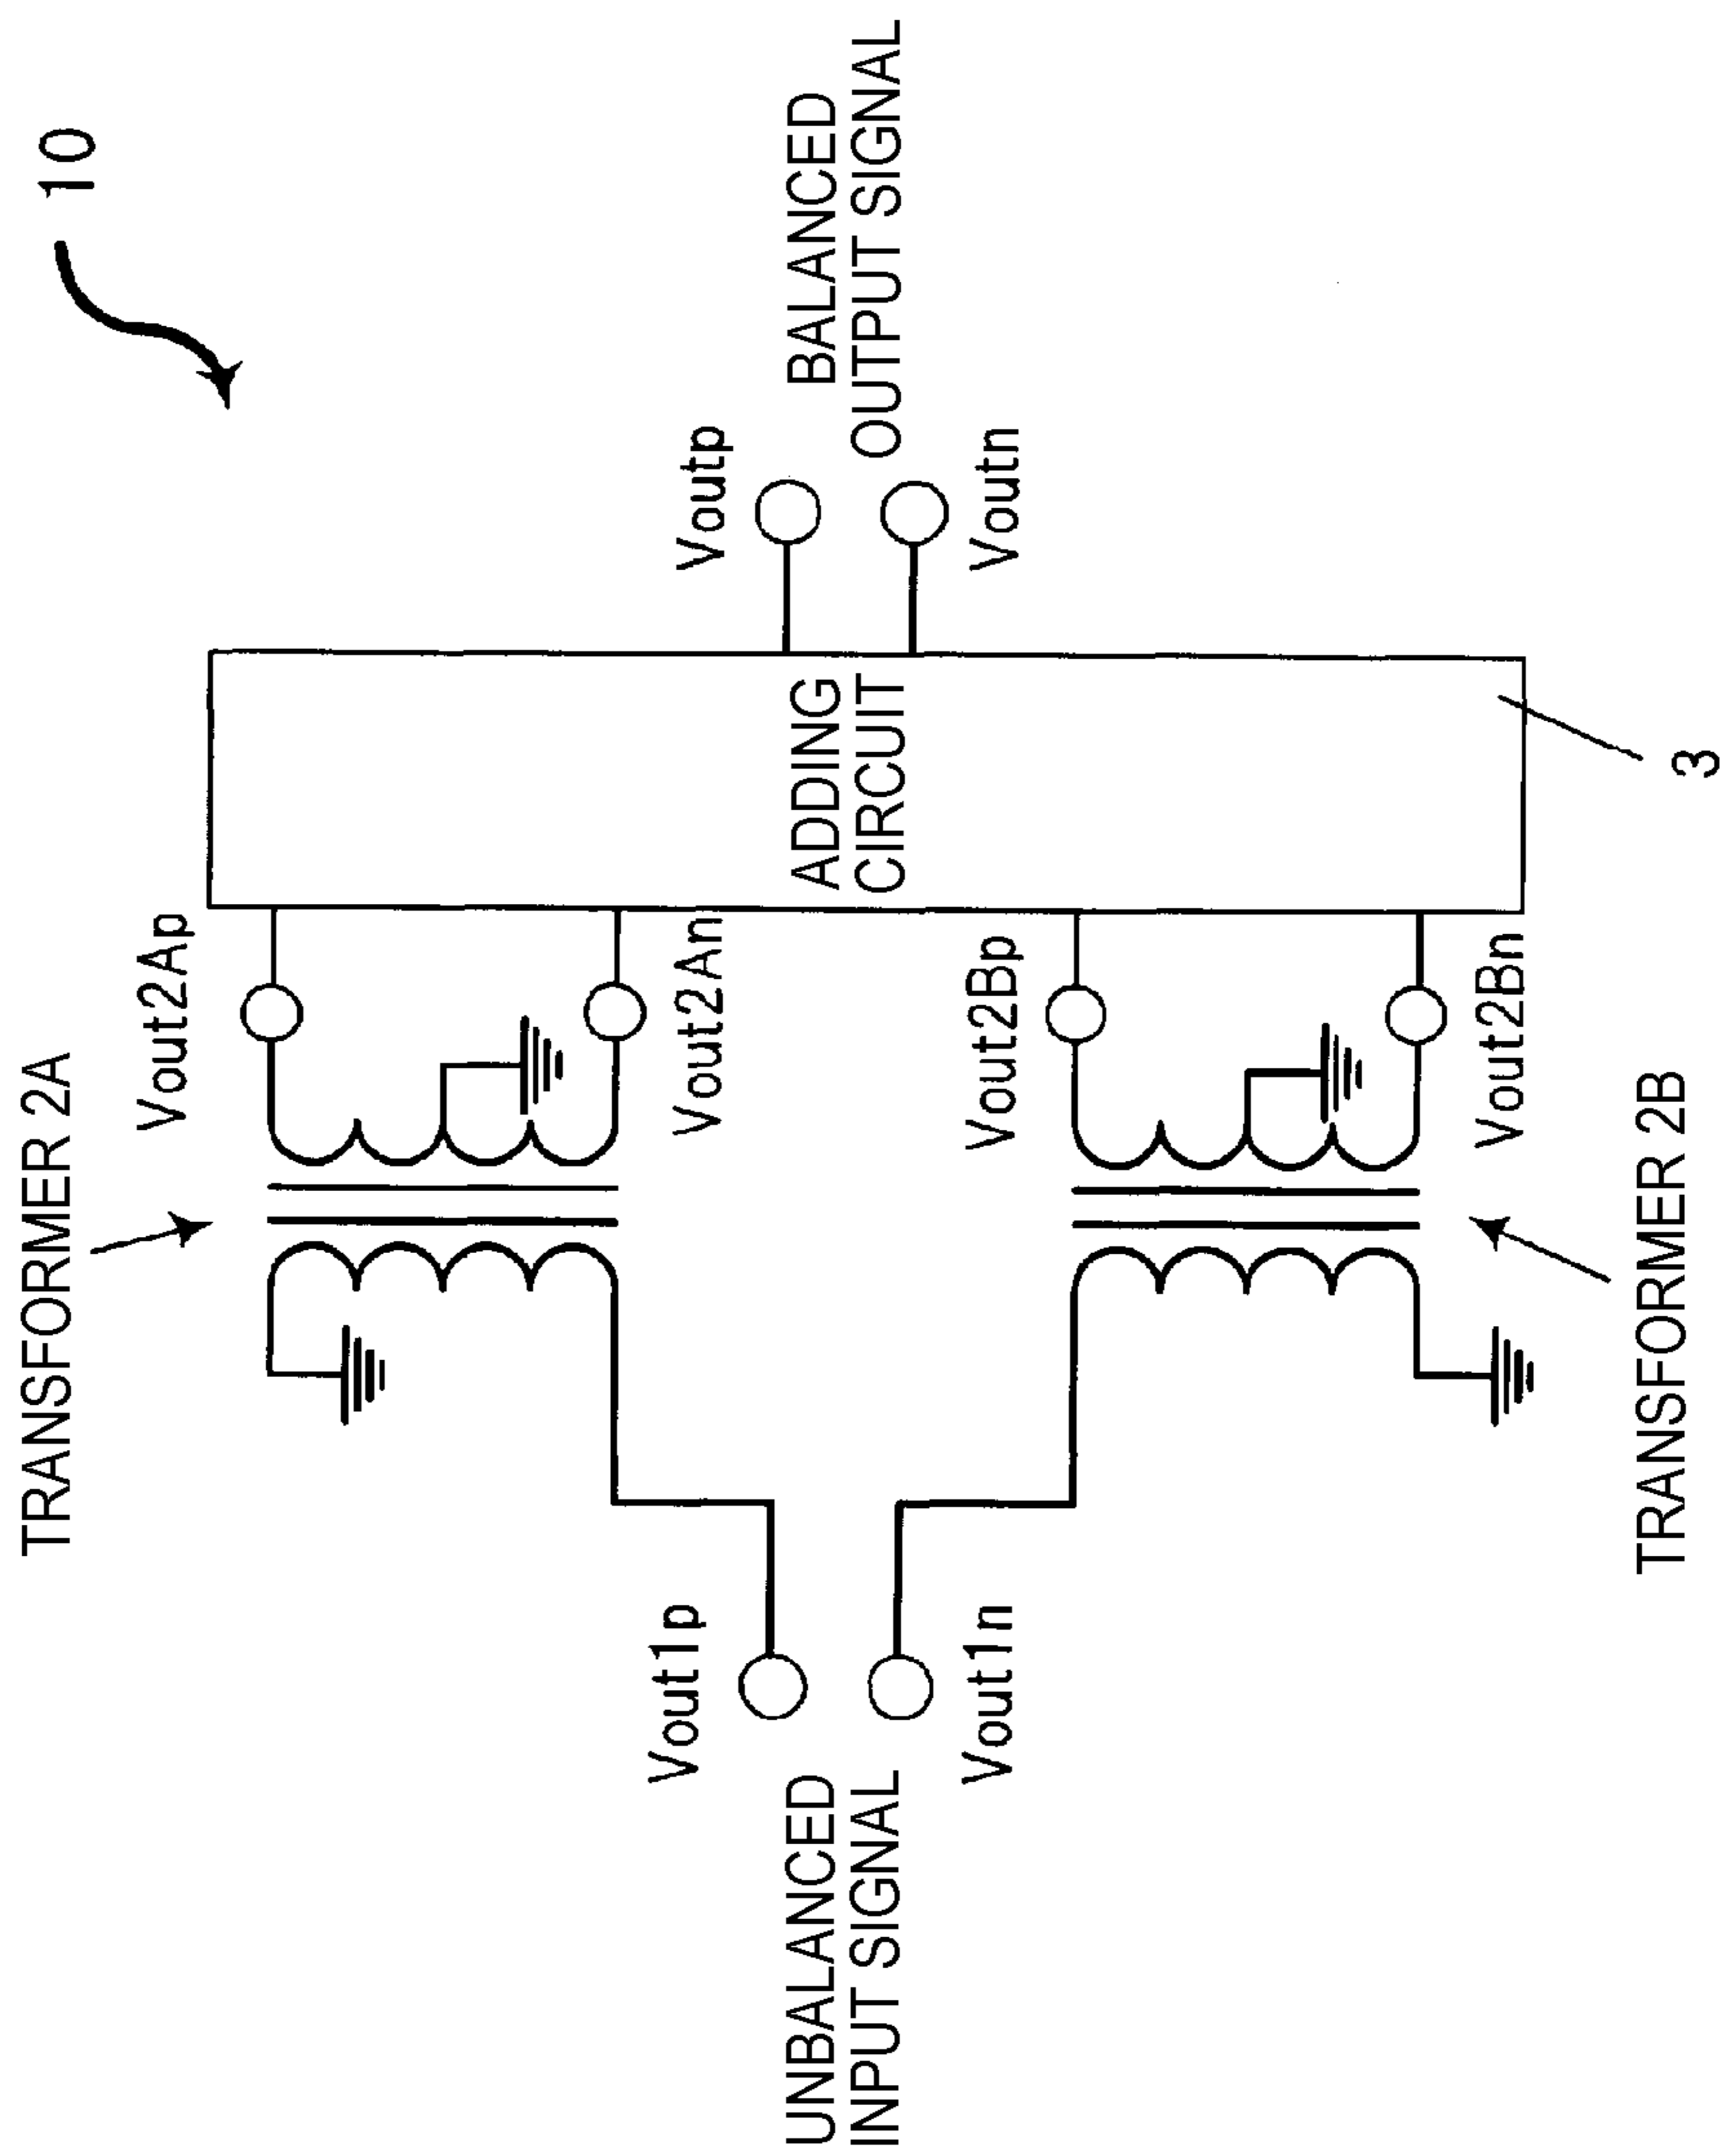 10
TRANSFORMER 2A
Vout2Ap
Vout2An
Vout1p
Voutp
UNBALANCED
INPUT SIGNAL
ADDING
CIRCUIT
BALANCED
OUTPUT SIGNAL
Vout1n
Voutn
Vout2Bp
Vout2Bn
3
TRANSFORMER 2B